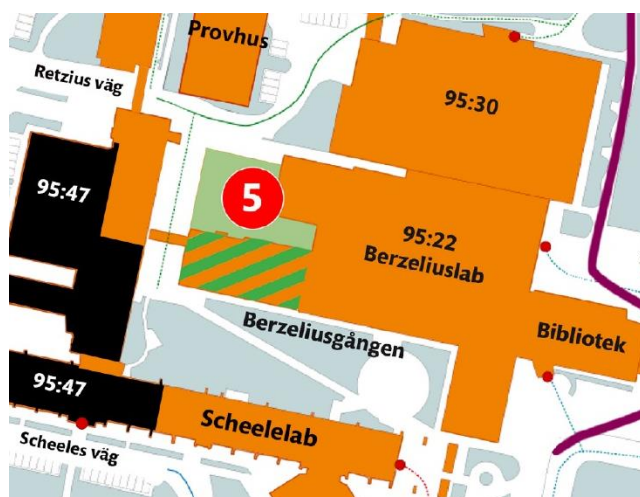 Provhus
Retzius väg
95:30
95:47
5
95:22
Berzeliuslab
Berzeliusgången
Bibliotek
95:47
Scheelelab
Scheeles väg